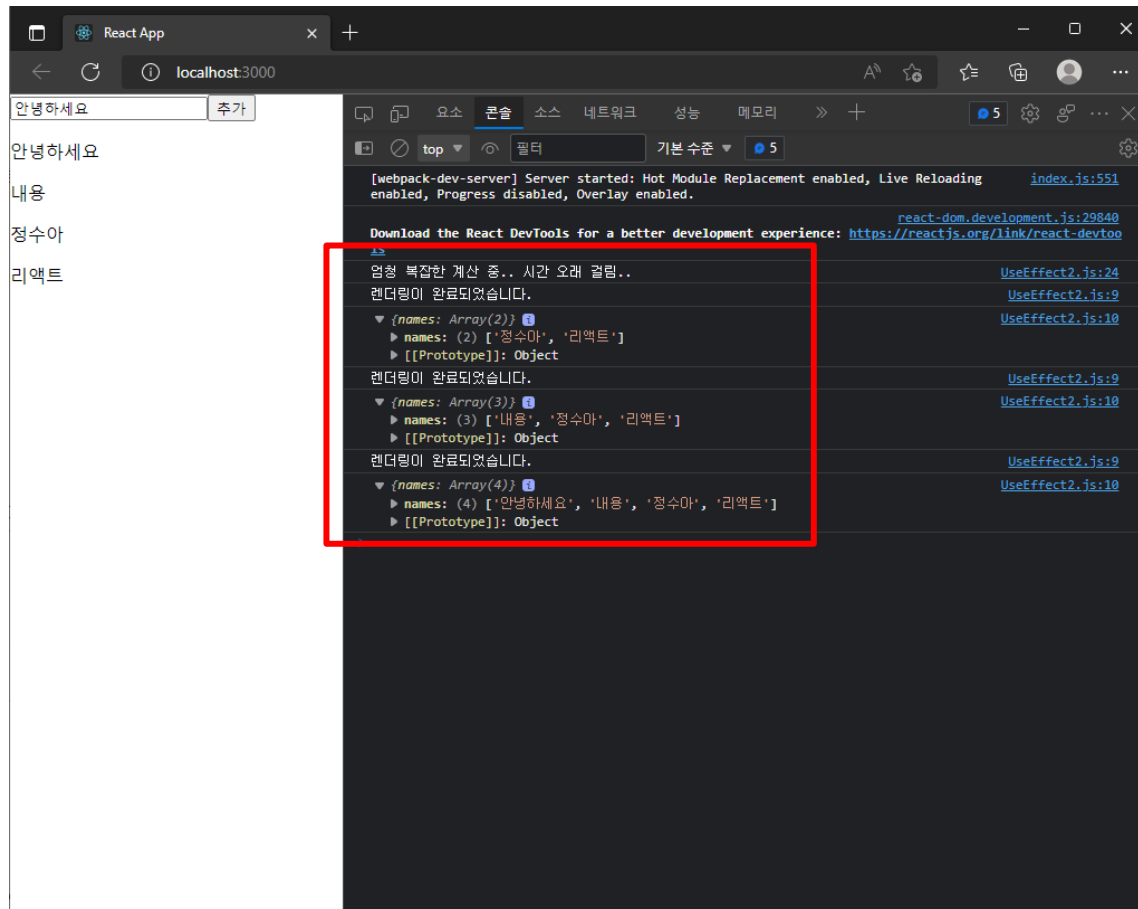 React App
localhost:3000
안녕하세요 추가
안녕하세요
내용
정수아
리액트
요소 콘솔 소스 네트워크 성능 메모리 5
top 필터 기본 수준 5
[webpack-dev-server] Server started: Hot Module Replacement enabled, Live Reloading index.js:551
enabled, Progress disabled, Overlay enabled.
react-dom.development.js:29840
Download the React DevTools for a better development experience: https://reactjs.org/link/react-devtoo
ls
엄청 복잡한 계산 중.. 시간 오래 걸림.. UseEffect2.js:24
렌더링이 완료되었습니다. UseEffect2.js:9
▼ {names: Array(2)} i UseEffect2.js:10
▶ names: (2) ['정수아', '리액트']
▶ [[Prototype]]: Object
렌더링이 완료되었습니다. UseEffect2.js:9
▼ {names: Array(3)} i UseEffect2.js:10
▶ names: (3) ['내용', '정수아', '리액트']
▶ [[Prototype]]: Object
렌더링이 완료되었습니다. UseEffect2.js:9
▼ {names: Array(4)} i UseEffect2.js:10
▶ names: (4) ['안녕하세요', '내용', '정수아', '리액트']
▶ [[Prototype]]: Object